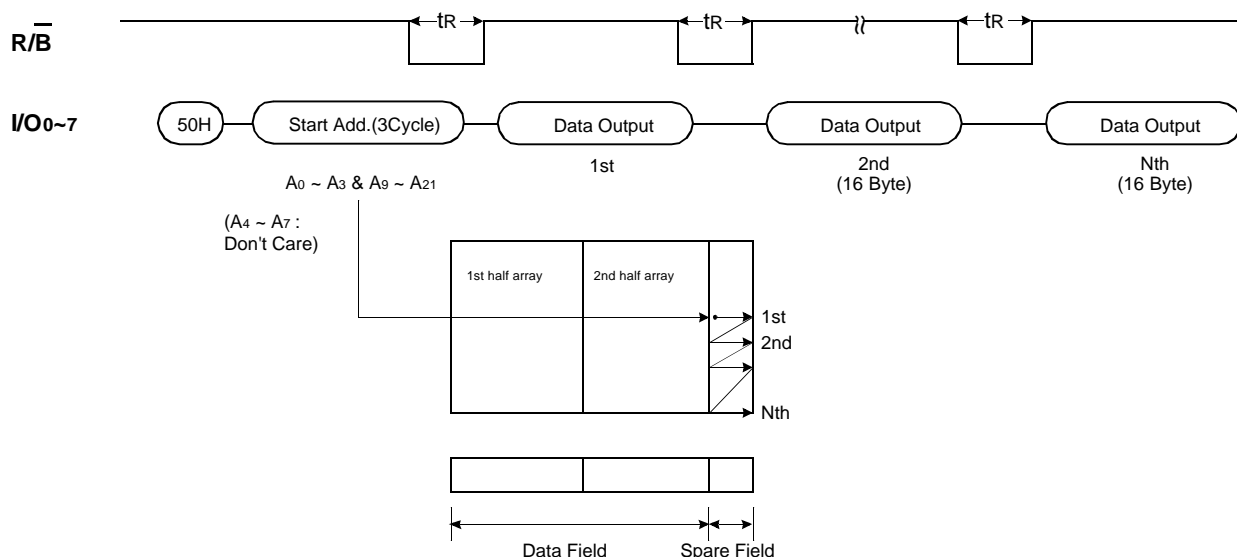 R/B
tR
tR
tR
I/O0~7
50H
Start Add.(3Cycle)
Data Output
Data Output
Data Output
1st
2nd
(16 Byte)
Nth
(16 Byte)
A0 ~ A3 & A9 ~ A21
(A4 ~ A7 :
Don't Care)
1st half array
2nd half array
1st
2nd
Nth
Data Field
Spare Field